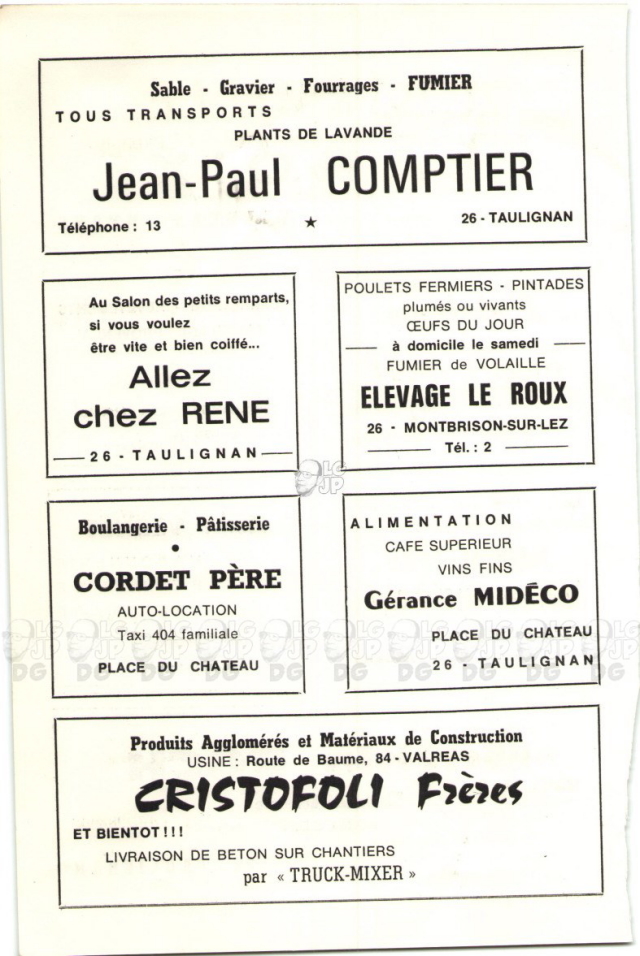 Sable - Gravier - Fourrages - FUMIER
TOUS TRANSPORTS
PLANTS DE LAVANDE
Jean-Paul COMPTIER
Téléphone : 13 ★ 26 - TAULIGNAN
Au Salon des petits remparts,
si vous voulez
être vite et bien coiffé...
Allez
chez RENE
26 - TAULIGNAN
POULETS FERMIERS - PINTADES
plumés ou vivants
ŒUFS DU JOUR
à domicile le samedi
FUMIER de VOLAILLE
ELEVAGE LE ROUX
26 - MONTBRISON-SUR-LEZ
Tél. : 2
Boulangerie - Pâtisserie
•
CORDET PÈRE
AUTO-LOCATION
Taxi 404 familiale
PLACE DU CHATEAU
ALIMENTATION
CAFE SUPERIEUR
VINS FINS
Gérance MIDÉCO
PLACE DU CHATEAU
26 - TAULIGNAN
Produits Agglomérés et Matériaux de Construction
USINE : Route de Baume, 84 - VALREAS
CRISTOFOLI Frères
ET BIENTOT !!!
LIVRAISON DE BETON SUR CHANTIERS
par « TRUCK-MIXER »
LG
JP
DG